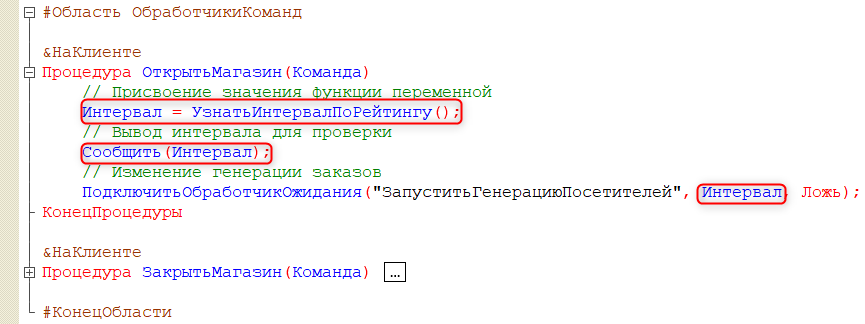 #Область ОбработчикиКоманд
&НаКлиенте
Процедура ОткрытьМагазин(Команда)
// Присвоение значения функции переменной
Интервал = УзнатьИнтервалПоРейтингу();
// Вывод интервала для проверки
Сообщить(Интервал);
// Изменение генерации заказов
ПодключитьОбработчикОжидания("ЗапуститьГенерациюПосетителей", Интервал, Ложь);
КонецПроцедуры
&НаКлиенте
Процедура ЗакрытьМагазин(Команда) ...
#КонецОбласти